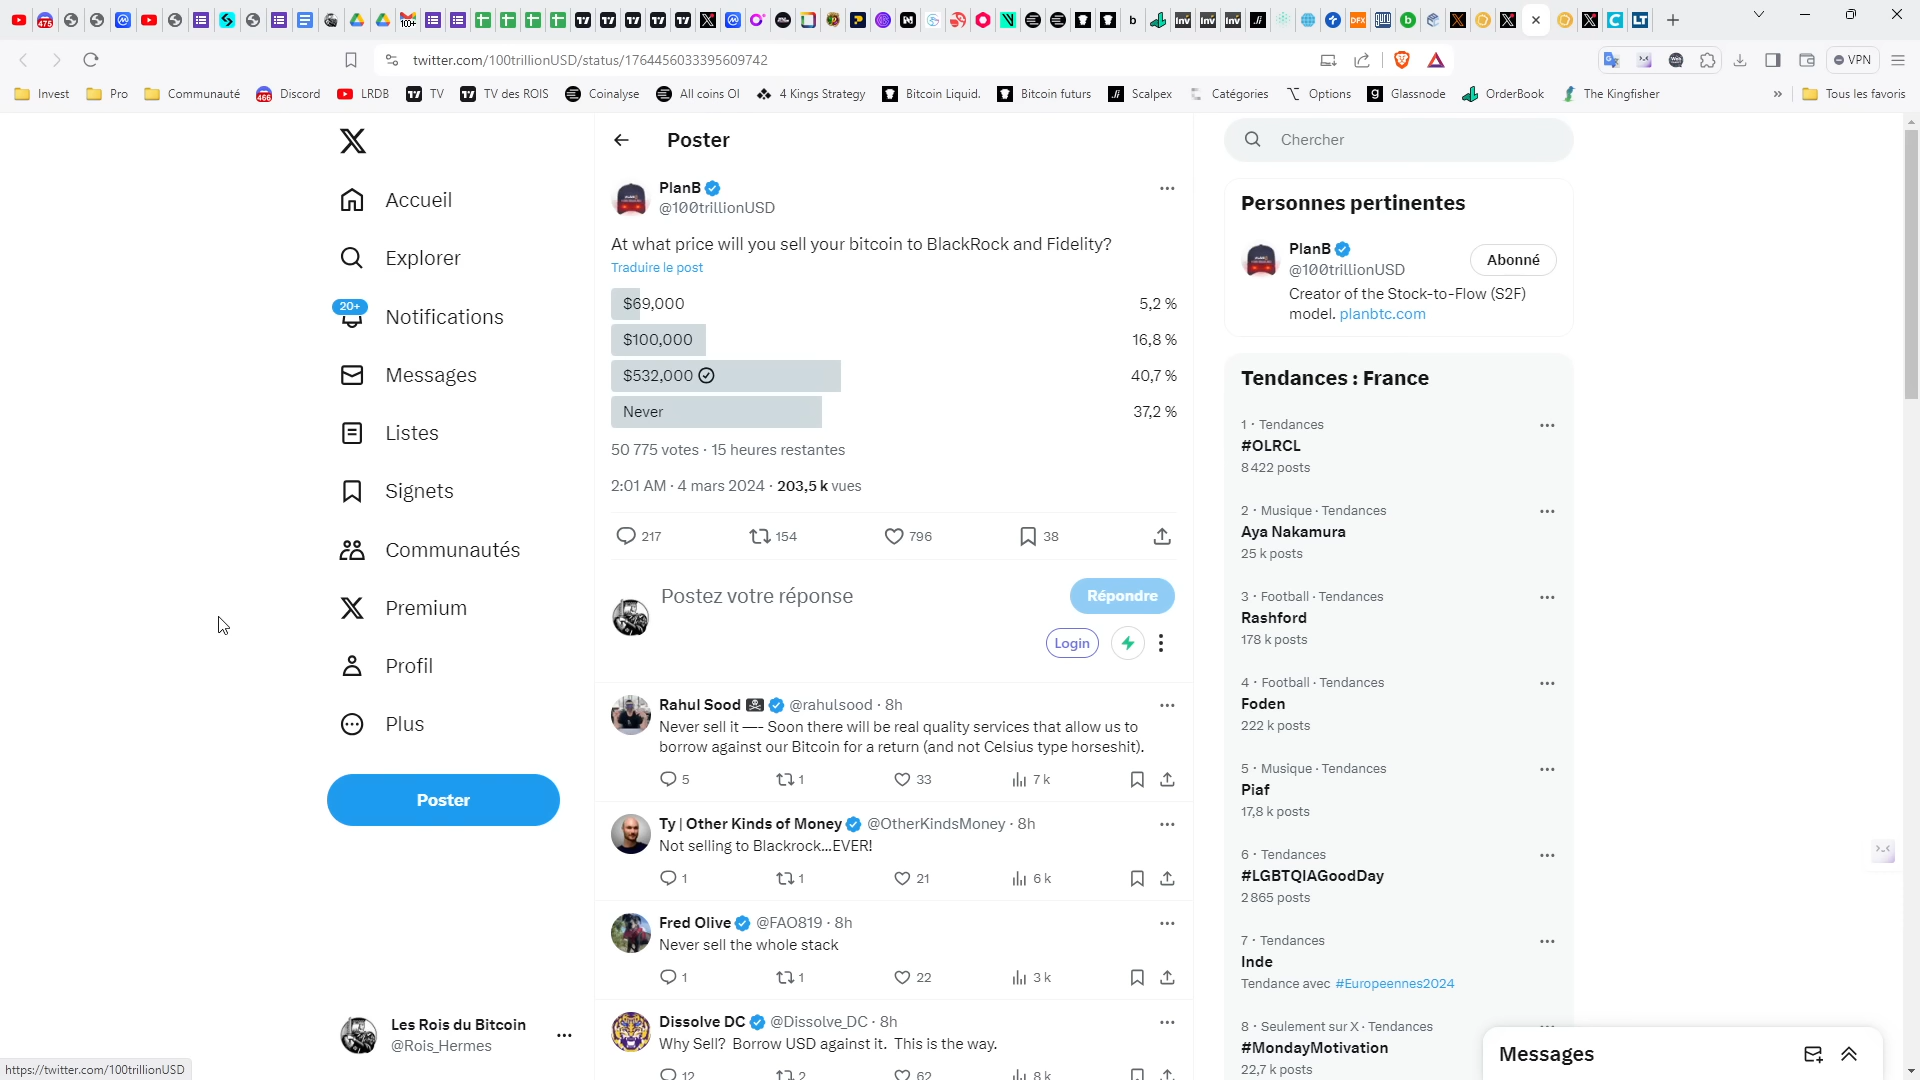 twitter.com/100trillionUSD/status/1764456033395609742
VPN
Invest
Pro
Communauté
Discord
LRDB
TV
TV des ROIS
Coinalyse
All coins OI
4 Kings Strategy
Bitcoin Liquid.
Bitcoin futurs
Scalpex
Catégories
Options
Glassnode
OrderBook
The Kingfisher
»
Tous les favoris
Accueil
Explorer
20+
Notifications
Messages
Listes
Signets
Communautés
Premium
Profil
Plus
Poster
Les Rois du Bitcoin
@Rois_Hermes
https://twitter.com/100trillionUSD
Poster
PlanB
@100trillionUSD
At what price will you sell your bitcoin to BlackRock and Fidelity?
Traduire le post
$69,000 5,2 %
$100,000 16,8 %
$532,000 40,7 %
Never 37,2 %
50 775 votes · 15 heures restantes
2:01 AM · 4 mars 2024 · 203,5 k vues
217 154 796 38
Postez votre réponse
Répondre
Login
Rahul Sood @rahulsood · 8h
Never sell it —- Soon there will be real quality services that allow us to
borrow against our Bitcoin for a return (and not Celsius type horseshit).
5 1 33 7 k
Ty | Other Kinds of Money @OtherKindsMoney · 8h
Not selling to Blackrock...EVER!
1 1 21 6 k
Fred Olive @FAO819 · 8h
Never sell the whole stack
1 1 22 3 k
Dissolve DC @Dissolve_DC · 8h
Why Sell? Borrow USD against it. This is the way.
12 2 62 8 k
Chercher
Personnes pertinentes
PlanB
@100trillionUSD
Abonné
Creator of the Stock-to-Flow (S2F)
model. planbtc.com
Tendances : France
1 · Tendances
#OLRCL
8 422 posts
2 · Musique · Tendances
Aya Nakamura
25 k posts
3 · Football · Tendances
Rashford
178 k posts
4 · Football · Tendances
Foden
222 k posts
5 · Musique · Tendances
Piaf
17,8 k posts
6 · Tendances
#LGBTQIAGoodDay
2 865 posts
7 · Tendances
Inde
Tendance avec #Europeennes2024
8 · Seulement sur X · Tendances
#MondayMotivation
22,7 k posts
Messages